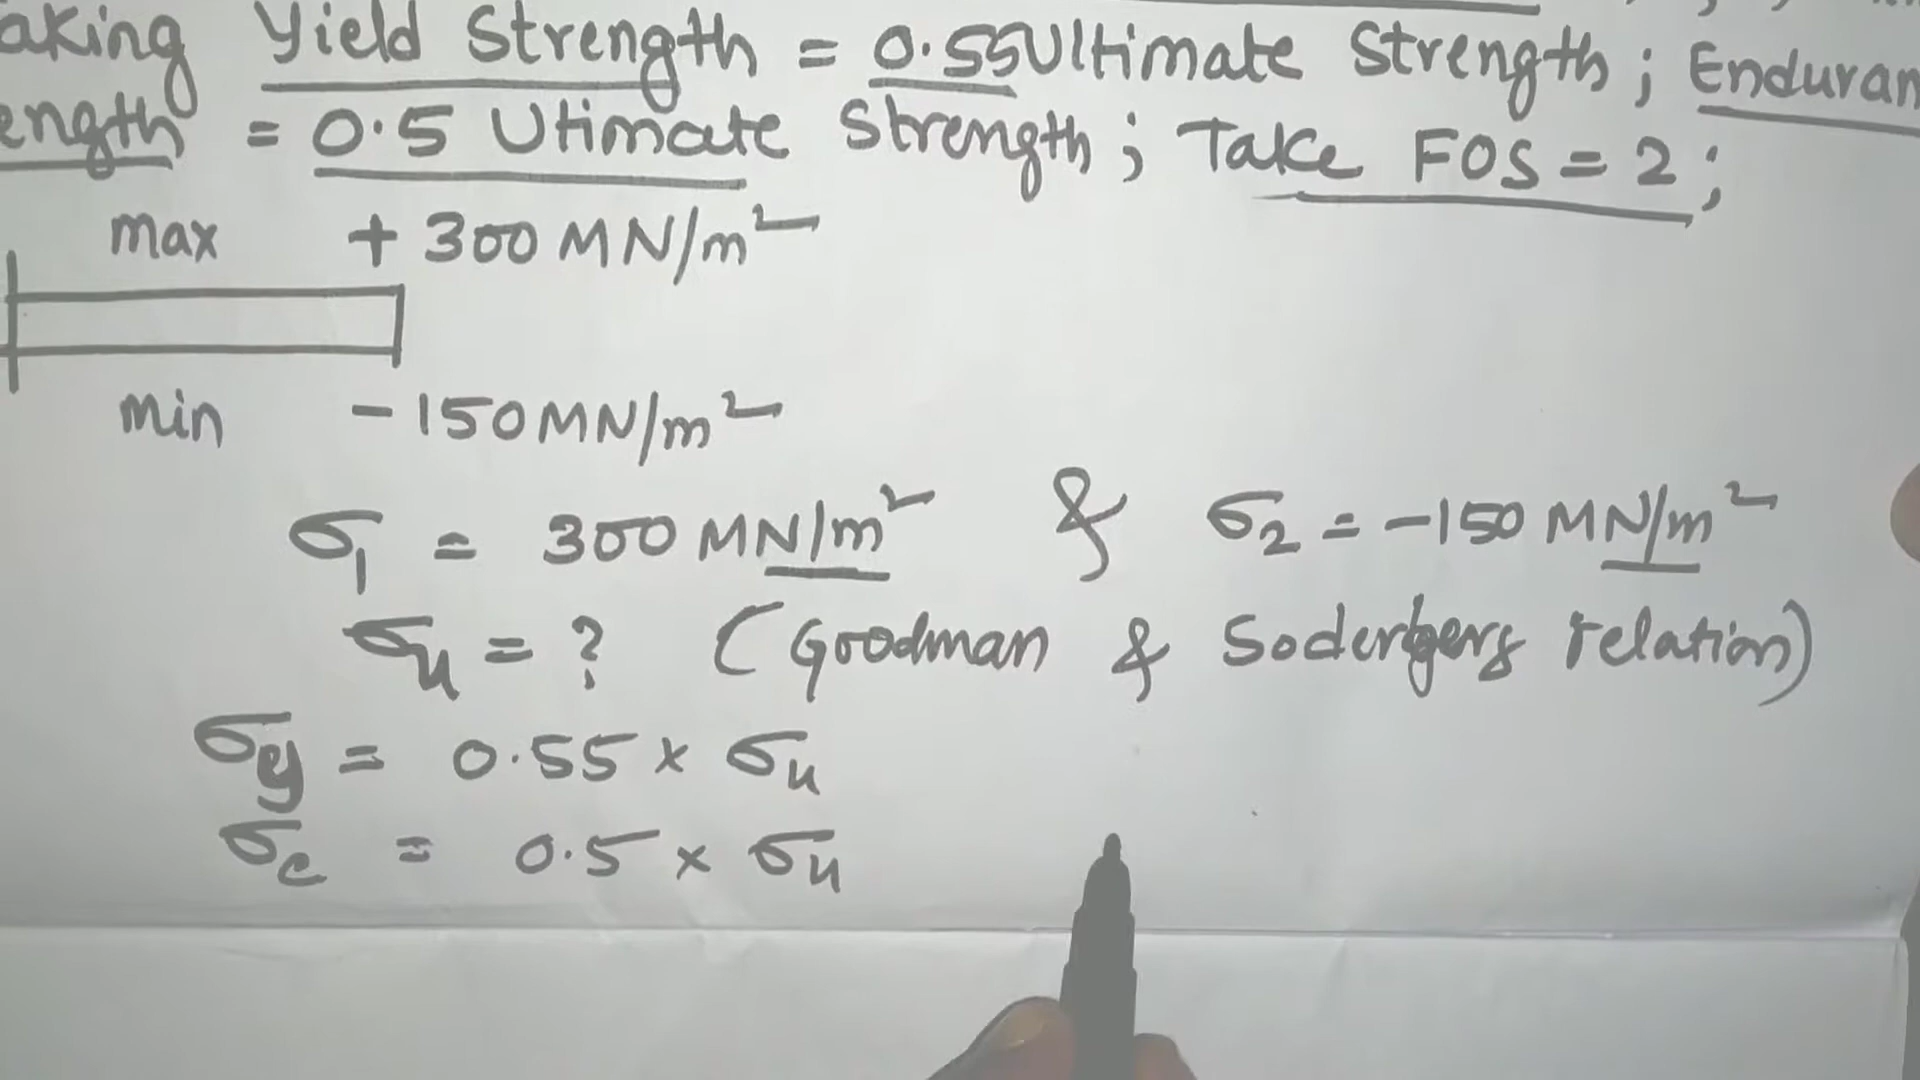 aking Yield Strength = 0.55Ultimate Strength; Enduran
ength = 0.5 Utimate Strength; Take FOS = 2;
max + 300 MN/m²
min - 150MN/m²
σ₁ = 300 MN/m² & σ₂ = -150 MN/m²
σu = ? (Goodman & Soderbergs relation)
σy = 0.55 × σu
σe = 0.5 × σu